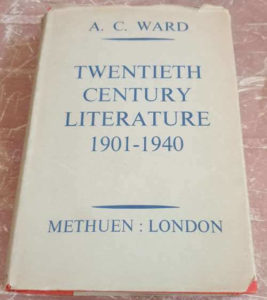 A. C. WARD
TWENTIETH
CENTURY
LITERATURE
1901-1940
METHUEN : LONDON